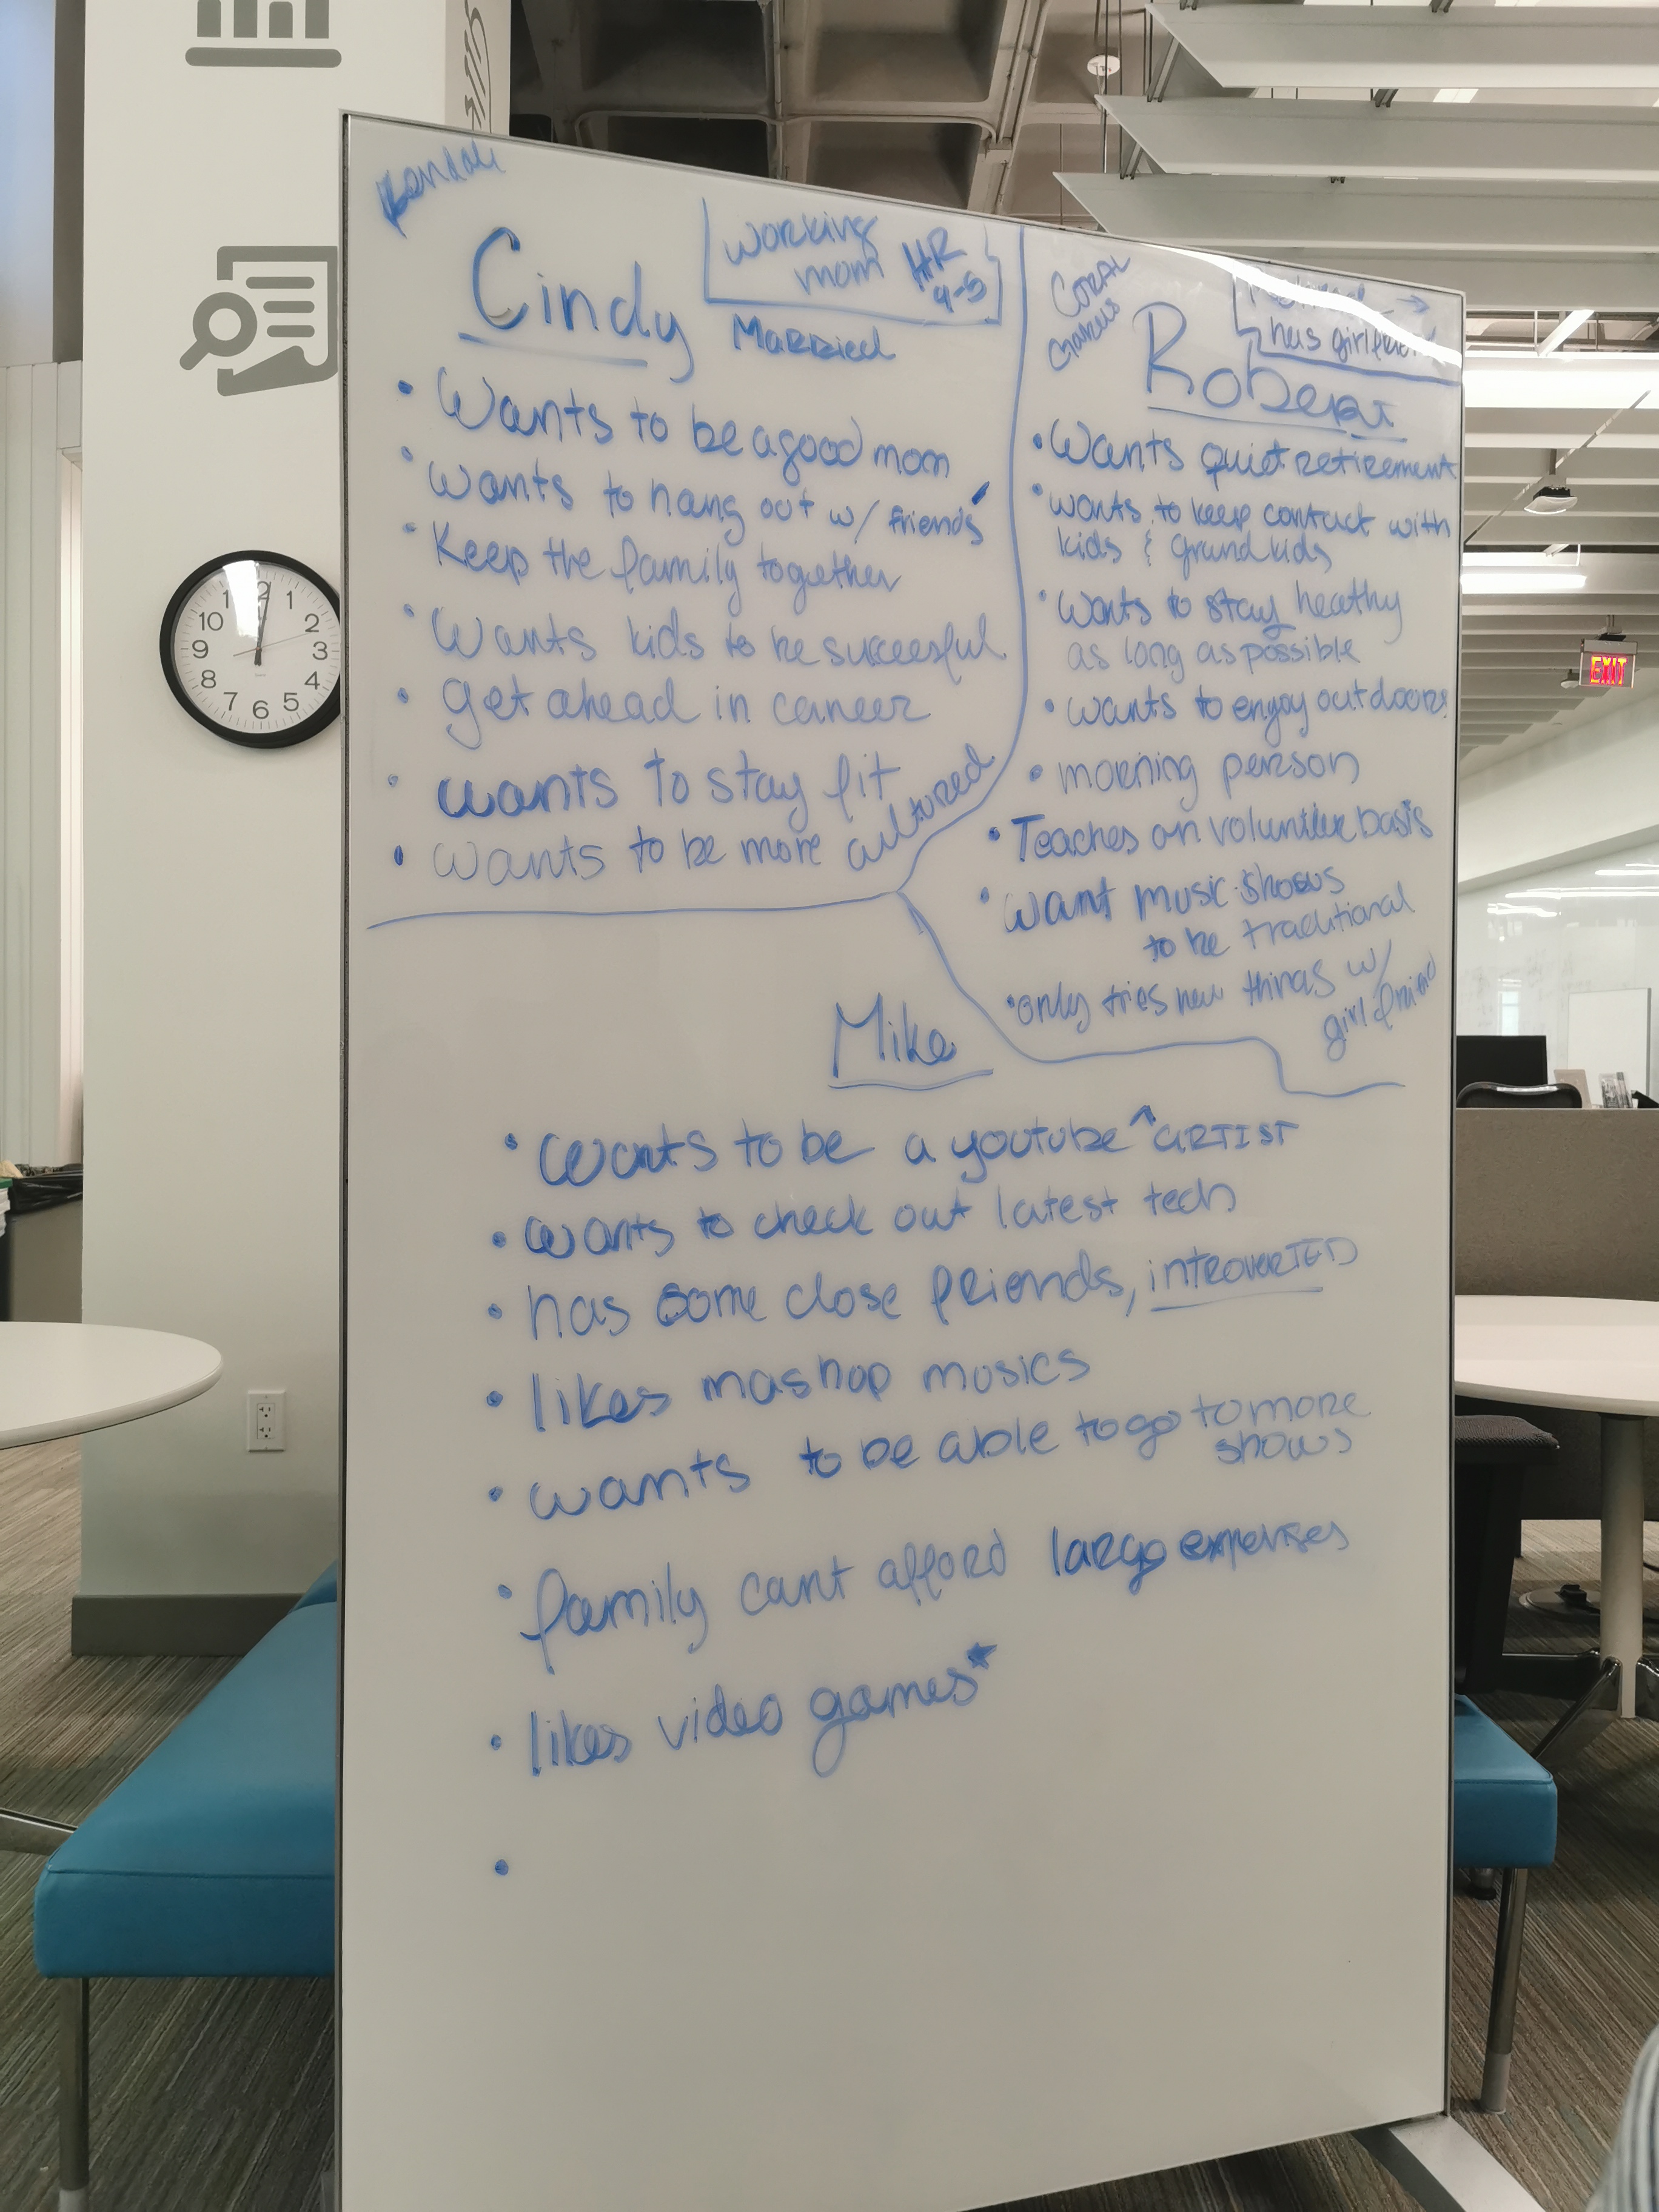 Cindy
working
mom HR
9-5
Married
• Wants to be a good mom
• Wants to hang out w/ friends
• Keep the family together
• Wants kids to be successful
• get ahead in career
• wants to stay fit
• wants to be more cultured
CORAL
has girlfriend
Robert
• Wants quiet retirement
• wants to keep contact with
kids & grandkids
• Wants to stay healthy
as long as possible
• wants to enjoy outdoors
• morning person
• Teaches on volunteer basis
• want music shows
to be traditional
• only tries new things w/
girlfriend
Mike
• wants to be a youtube ^ ARTIST
• wants to check out latest tech
• has some close friends, introverted
• likes mashup musics
• wants to be able to go to more
shows
• family cant afford large expenses
• likes video games*
•
12
1
2
3
4
5
6
7
8
9
10
1
EXIT